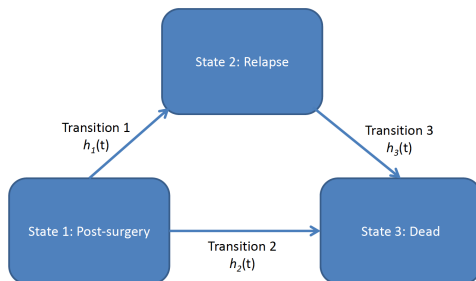 State 2: Relapse
Transition 1
h1(t)
Transition 3
h3(t)
State 1: Post-surgery
State 3: Dead
Transition 2
h2(t)